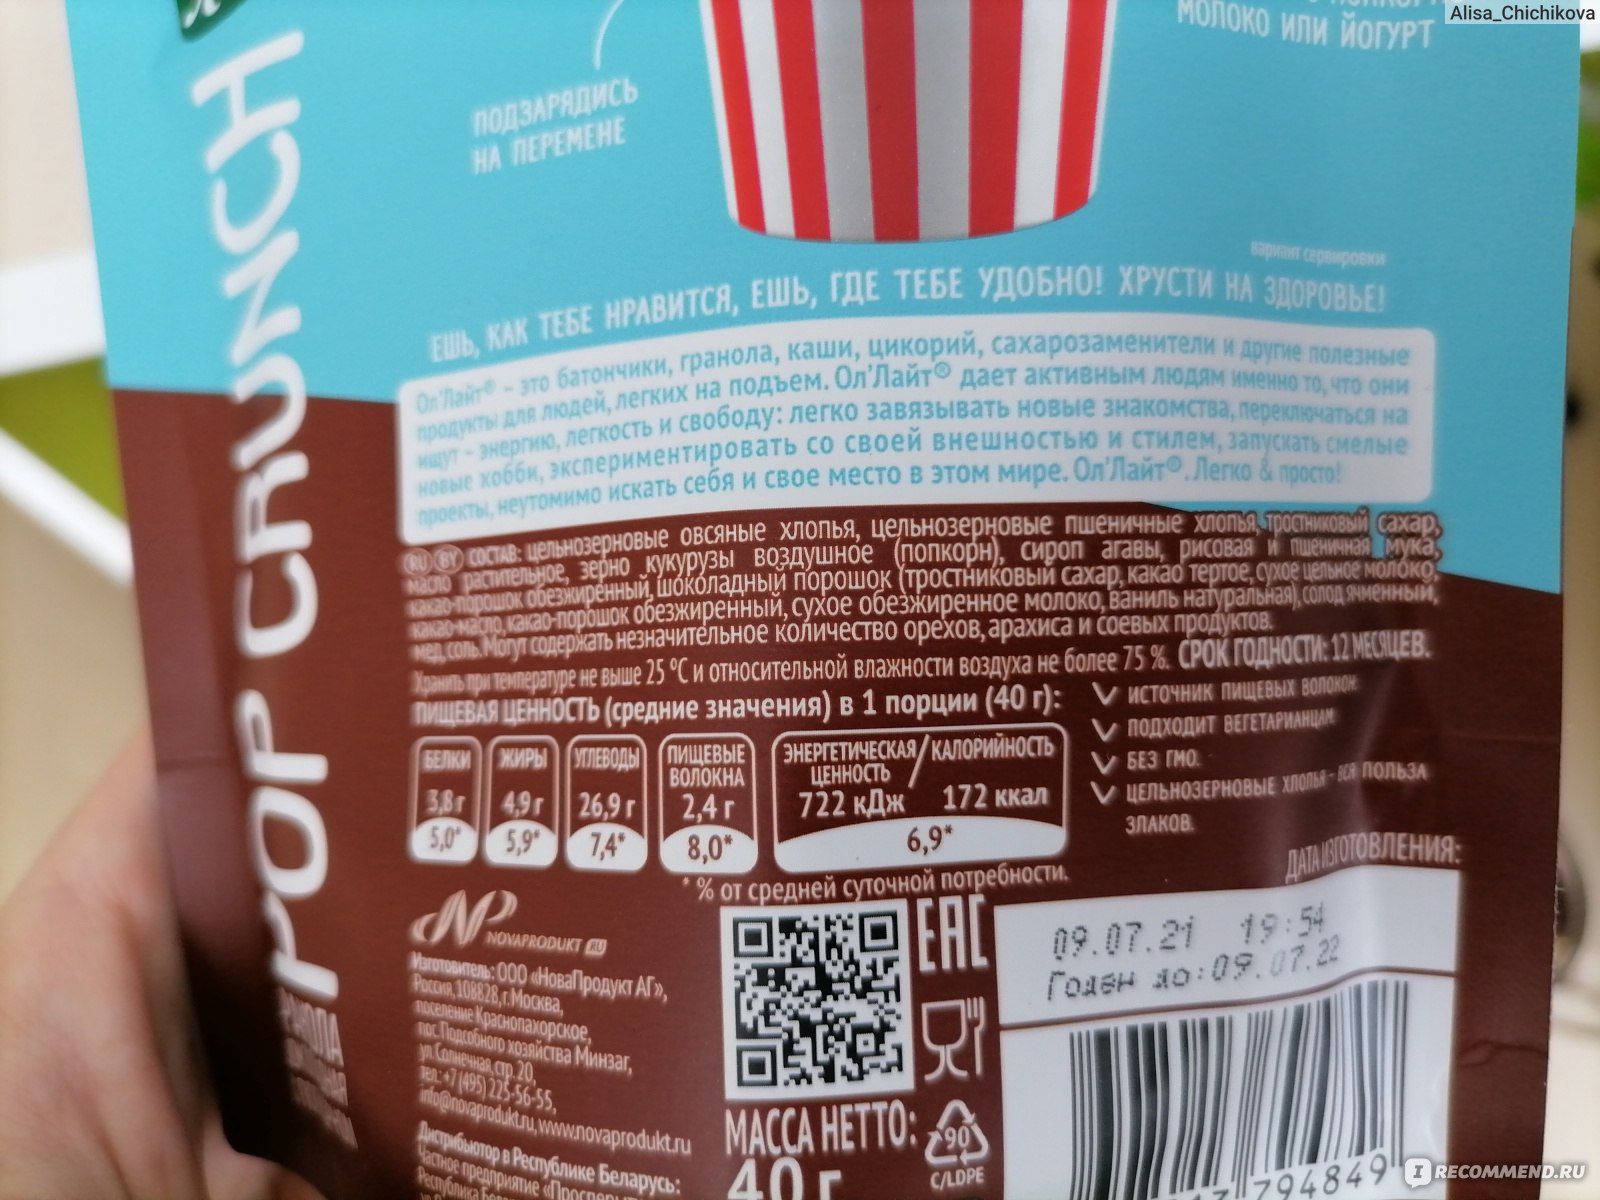 Alisa_Chichikova
МОЛОКО ИЛИ ЙОГУРТ
ПОДЗАРЯДИСЬ
НА ПЕРЕМЕНЕ
POP CRUNCH
вариант сервировки
ЕШЬ, КАК ТЕБЕ НРАВИТСЯ, ЕШЬ, ГДЕ ТЕБЕ УДОБНО! ХРУСТИ НА ЗДОРОВЬЕ!
Ол'Лайт® - это батончики, гранола, каши, цикорий, сахарозаменители и другие полезные
продукты для людей, легких на подъем. Ол'Лайт® дает активным людям именно то, что они
ищут - энергию, легкость и свободу: легко завязывать новые знакомства, переключаться на
новые хобби, экспериментировать со своей внешностью и стилем, запускать смелые
проекты, неутомимо искать себя и свое место в этом мире. Ол'Лайт®. Легко & просто!
RU BY СОСТАВ: цельнозерновые овсяные хлопья, цельнозерновые пшеничные хлопья, тростниковый сахар,
масло растительное, зерно кукурузы воздушное (попкорн), сироп агавы, рисовая и пшеничная мука,
какао-порошок обезжиренный, шоколадный порошок (тростниковый сахар, какао тертое, сухое цельное молоко,
какао-масло, какао-порошок обезжиренный, сухое обезжиренное молоко, ваниль натуральная), солод ячменный,
мед, соль. Могут содержать незначительное количество орехов, арахиса и соевых продуктов.
Хранить при температуре не выше 25 °С и относительной влажности воздуха не более 75 %. СРОК ГОДНОСТИ: 12 МЕСЯЦЕВ.
ПИЩЕВАЯ ЦЕННОСТЬ (средние значения) в 1 порции (40 г):
БЕЛКИ
3,8 г
5,0*
ЖИРЫ
4,9 г
5,9*
УГЛЕВОДЫ
26,9 г
7,4*
ПИЩЕВЫЕ
ВОЛОКНА
2,4 г
8,0*
ЭНЕРГЕТИЧЕСКАЯ / КАЛОРИЙНОСТЬ
ЦЕННОСТЬ
722 кДж 172 ккал
6,9*
* % от средней суточной потребности.
ИСТОЧНИК ПИЩЕВЫХ ВОЛОКОН
ПОДХОДИТ ВЕГЕТАРИАНЦАМ
БЕЗ ГМО.
ЦЕЛЬНОЗЕРНОВЫЕ ХЛОПЬЯ - ВСЯ ПОЛЬЗА
ЗЛАКОВ.
ДАТА ИЗГОТОВЛЕНИЯ:
09.07.21 19:54
Годен до:09.07.22
NOVAPRODUKT RU
Изготовитель: ООО «НоваПродукт АГ»,
Россия, 108828, г. Москва,
поселение Краснопахорское,
пос. Подсобного хозяйства Минзаг,
ул. Солнечная, стр. 20,
тел.: +7 (495) 225-56-55,
info@novaprodukt.ru, www.novaprodukt.ru
Дистрибьютор в Республике Беларусь:
Частное предприятие
Республика
EAC
МАССА НЕТТО:
40 г
90
C/LDPE
794849
RECOMMEND.RU